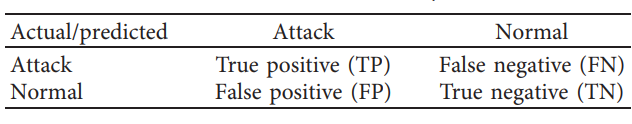 Actual/predicted Attack Normal
Attack True positive (TP) False negative (FN)
Normal False positive (FP) True negative (TN)